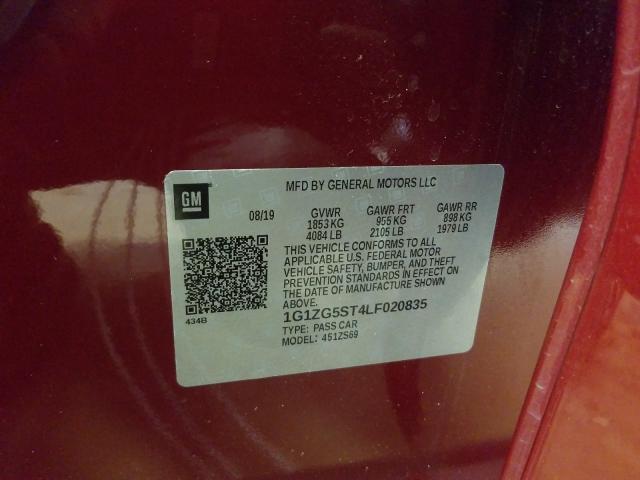 GM
MFD BY GENERAL MOTORS LLC
08/19 GVWR GAWR FRT GAWR RR
1853 KG 955 KG 898 KG
4084 LB 2105 LB 1979 LB
THIS VEHICLE CONFORMS TO ALL
APPLICABLE U.S. FEDERAL MOTOR
VEHICLE SAFETY, BUMPER, AND THEFT
PREVENTION STANDARDS IN EFFECT ON
THE DATE OF MANUFACTURE SHOWN
ABOVE.
434B
1G1ZG5ST4LF020835
TYPE: PASS CAR
MODEL: 451ZS69